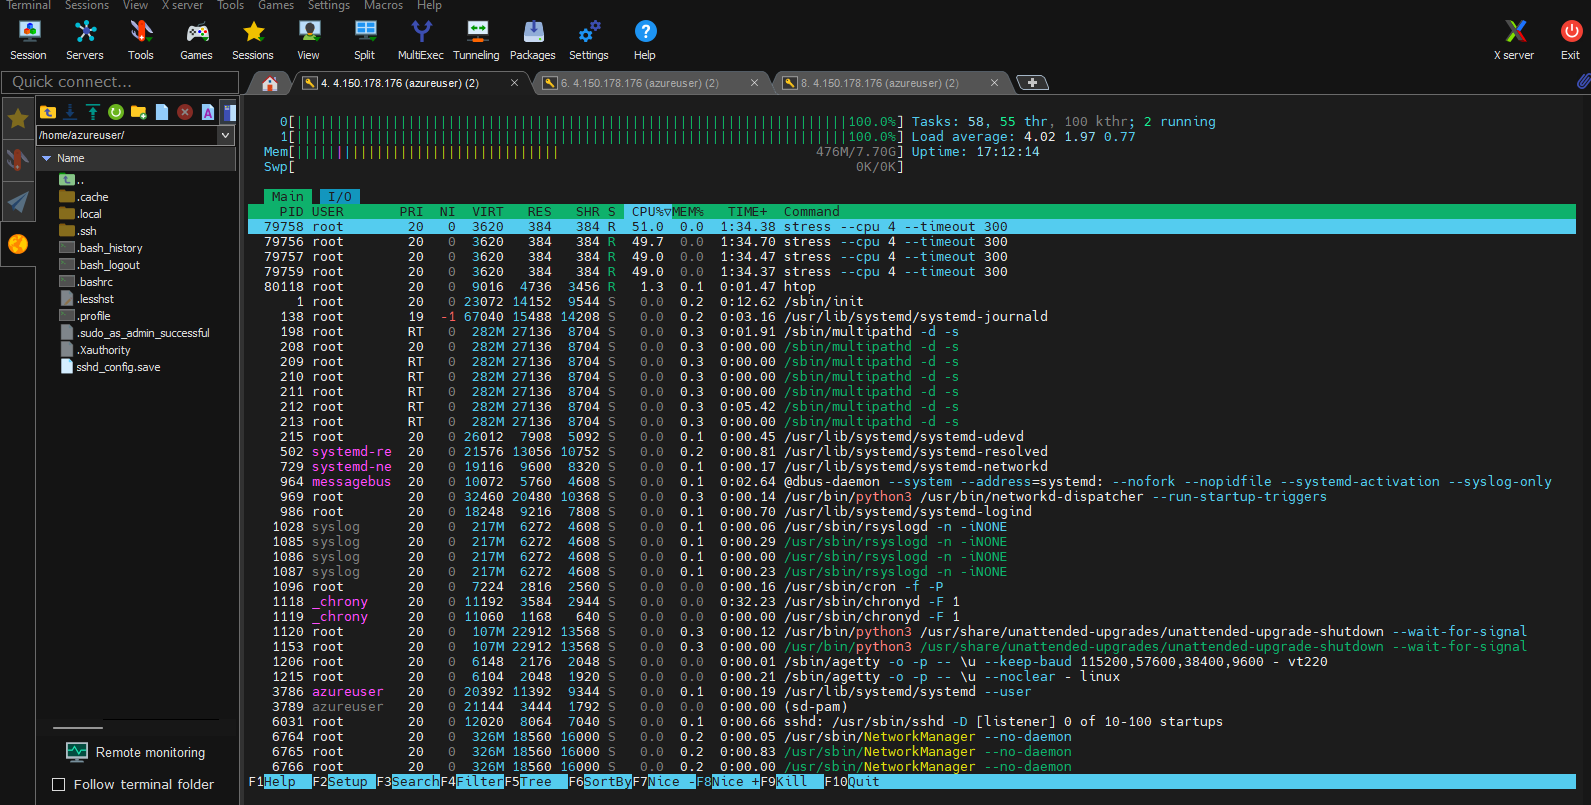 Terminal Sessions View X server Tools Games Settings Macros Help
Session Servers Tools Games Sessions View Split MultiExec Tunneling Packages Settings Help X server Exit
Quick connect...
4. 4.150.178.176 (azureuser) (2)
6. 4.150.178.176 (azureuser) (2)
8. 4.150.178.176 (azureuser) (2)
/home/azureuser/
Name
..
.cache
.local
.ssh
.bash_history
.bash_logout
.bashrc
.lesshst
.profile
.sudo_as_admin_successful
.Xauthority
sshd_config.save
Remote monitoring
Follow terminal folder
0[||||||||||||||||||||||||||||||||||||||||||||||||||||||||||||||||||||||100.0%] Tasks: 58, 55 thr, 100 kthr; 2 running
1[||||||||||||||||||||||||||||||||||||||||||||||||||||||||||||||||||||||100.0%] Load average: 4.02 1.97 0.77
Mem[|||||||||||||||||||||||||||||||||476M/7.70G] Uptime: 17:12:14
Swp[0K/0K]
Main I/O
PID USER PRI NI VIRT RES SHR S CPU%▽MEM% TIME+ Command
79758 root 20 0 3620 384 384 R 51.0 0.0 1:34.38 stress --cpu 4 --timeout 300
79756 root 20 0 3620 384 384 R 49.7 0.0 1:34.70 stress --cpu 4 --timeout 300
79757 root 20 0 3620 384 384 R 49.0 0.0 1:34.47 stress --cpu 4 --timeout 300
79759 root 20 0 3620 384 384 R 49.0 0.0 1:34.37 stress --cpu 4 --timeout 300
80118 root 20 0 9016 4736 3456 R 1.3 0.1 0:01.47 htop
1 root 20 0 23072 14152 9544 S 0.0 0.2 0:12.62 /sbin/init
138 root 19 -1 67040 15488 14208 S 0.0 0.2 0:03.16 /usr/lib/systemd/systemd-journald
198 root RT 0 282M 27136 8704 S 0.0 0.3 0:01.91 /sbin/multipathd -d -s
208 root 20 0 282M 27136 8704 S 0.0 0.3 0:00.00 /sbin/multipathd -d -s
209 root RT 0 282M 27136 8704 S 0.0 0.3 0:00.00 /sbin/multipathd -d -s
210 root RT 0 282M 27136 8704 S 0.0 0.3 0:00.00 /sbin/multipathd -d -s
211 root RT 0 282M 27136 8704 S 0.0 0.3 0:00.00 /sbin/multipathd -d -s
212 root RT 0 282M 27136 8704 S 0.0 0.3 0:05.42 /sbin/multipathd -d -s
213 root RT 0 282M 27136 8704 S 0.0 0.3 0:00.00 /sbin/multipathd -d -s
215 root 20 0 26012 7908 5092 S 0.0 0.1 0:00.45 /usr/lib/systemd/systemd-udevd
502 systemd-re 20 0 21576 13056 10752 S 0.0 0.2 0:00.81 /usr/lib/systemd/systemd-resolved
729 systemd-ne 20 0 19116 9600 8320 S 0.0 0.1 0:00.17 /usr/lib/systemd/systemd-networkd
964 messagebus 20 0 10072 5760 4608 S 0.0 0.1 0:02.64 @dbus-daemon --system --address=systemd: --nofork --nopidfile --systemd-activation --syslog-only
969 root 20 0 32460 20480 10368 S 0.0 0.3 0:00.14 /usr/bin/python3 /usr/bin/networkd-dispatcher --run-startup-triggers
986 root 20 0 18248 9216 7808 S 0.0 0.1 0:00.70 /usr/lib/systemd/systemd-logind
1028 syslog 20 0 217M 6272 4608 S 0.0 0.1 0:00.06 /usr/sbin/rsyslogd -n -iNONE
1085 syslog 20 0 217M 6272 4608 S 0.0 0.1 0:00.29 /usr/sbin/rsyslogd -n -iNONE
1086 syslog 20 0 217M 6272 4608 S 0.0 0.1 0:00.00 /usr/sbin/rsyslogd -n -iNONE
1087 syslog 20 0 217M 6272 4608 S 0.0 0.1 0:00.23 /usr/sbin/rsyslogd -n -iNONE
1096 root 20 0 7224 2816 2560 S 0.0 0.0 0:00.16 /usr/sbin/cron -f -P
1118 _chrony 20 0 11192 3584 2944 S 0.0 0.0 0:32.23 /usr/sbin/chronyd -F 1
1119 _chrony 20 0 11060 1168 640 S 0.0 0.0 0:00.00 /usr/sbin/chronyd -F 1
1120 root 20 0 107M 22912 13568 S 0.0 0.3 0:00.12 /usr/bin/python3 /usr/share/unattended-upgrades/unattended-upgrade-shutdown --wait-for-signal
1153 root 20 0 107M 22912 13568 S 0.0 0.3 0:00.00 /usr/bin/python3 /usr/share/unattended-upgrades/unattended-upgrade-shutdown --wait-for-signal
1206 root 20 0 6148 2176 2048 S 0.0 0.0 0:00.01 /sbin/agetty -o -p -- \u --keep-baud 115200,57600,38400,9600 - vt220
1215 root 20 0 6104 2048 1920 S 0.0 0.0 0:00.21 /sbin/agetty -o -p -- \u --noclear - linux
3786 azureuser 20 0 20392 11392 9344 S 0.0 0.1 0:00.19 /usr/lib/systemd/systemd --user
3789 azureuser 20 0 21144 3444 1792 S 0.0 0.0 0:00.00 (sd-pam)
6031 root 20 0 12020 8064 7040 S 0.0 0.1 0:00.66 sshd: /usr/sbin/sshd -D [listener] 0 of 10-100 startups
6764 root 20 0 326M 18560 16000 S 0.0 0.2 0:00.05 /usr/sbin/NetworkManager --no-daemon
6765 root 20 0 326M 18560 16000 S 0.0 0.2 0:00.83 /usr/sbin/NetworkManager --no-daemon
6766 root 20 0 326M 18560 16000 S 0.0 0.2 0:00.00 /usr/sbin/NetworkManager --no-daemon
F1Help F2Setup F3SearchF4FilterF5Tree F6SortByF7Nice -F8Nice +F9Kill F10Quit